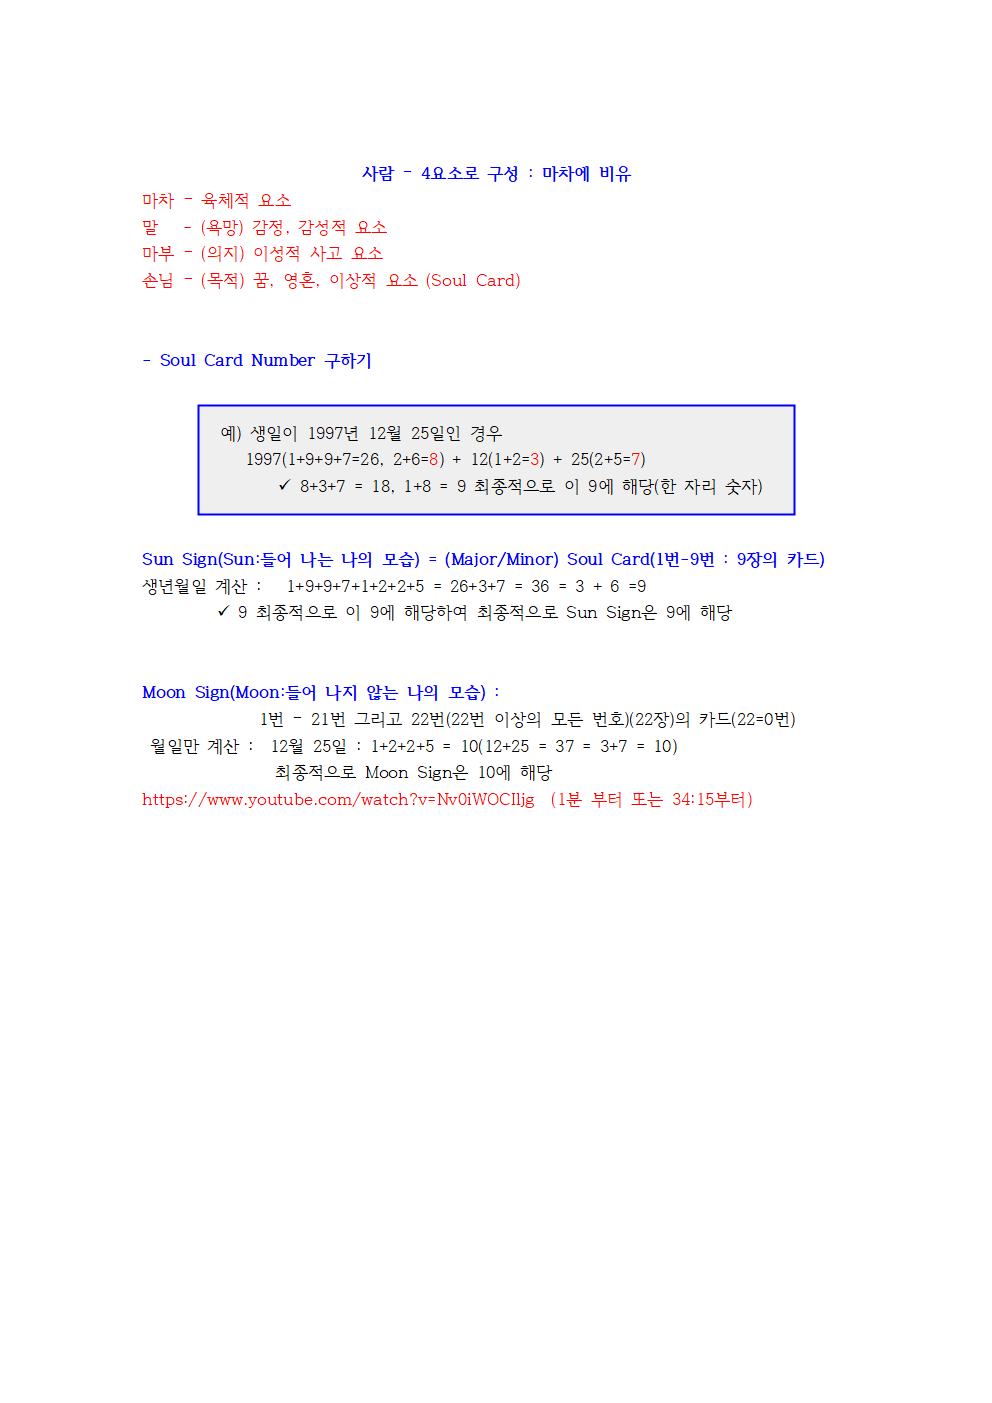 사람 - 4요소로 구성 : 마차에 비유
마차 - 육체적 요소
말 - (욕망) 감정, 감성적 요소
마부 - (의지) 이성적 사고 요소
손님 - (목적) 꿈, 영혼, 이상적 요소 (Soul Card)
- Soul Card Number 구하기
예) 생일이 1997년 12월 25일인 경우
1997(1+9+9+7=26, 2+6=8) + 12(1+2=3) + 25(2+5=7)
✓ 8+3+7 = 18, 1+8 = 9 최종적으로 이 9에 해당(한 자리 숫자)
Sun Sign(Sun:들어 나는 나의 모습) = (Major/Minor) Soul Card(1번-9번 : 9장의 카드)
생년월일 계산 : 1+9+9+7+1+2+2+5 = 26+3+7 = 36 = 3 + 6 =9
✓ 9 최종적으로 이 9에 해당하여 최종적으로 Sun Sign은 9에 해당
Moon Sign(Moon:들어 나지 않는 나의 모습) :
1번 - 21번 그리고 22번(22번 이상의 모든 번호)(22장)의 카드(22=0번)
월일만 계산 : 12월 25일 : 1+2+2+5 = 10(12+25 = 37 = 3+7 = 10)
최종적으로 Moon Sign은 10에 해당
https://www.youtube.com/watch?v=Nv0iWOCIljg (1분 부터 또는 34:15부터)